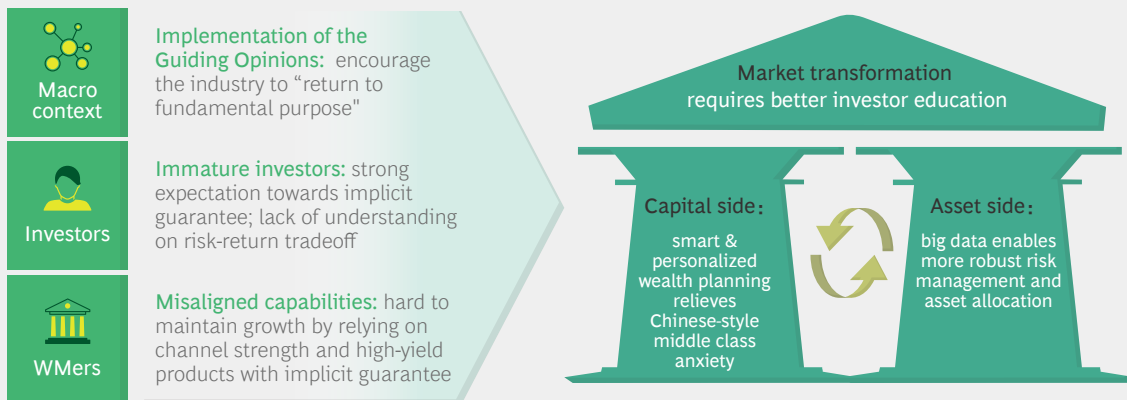 Macro
context
Implementation of the
Guiding Opinions: encourage
the industry to “return to
fundamental purpose"
Investors
Immature investors: strong
expectation towards implicit
guarantee; lack of understanding
on risk-return tradeoff
WMers
Misaligned capabilities: hard to
maintain growth by relying on
channel strength and high-yield
products with implicit guarantee
Market transformation
requires better investor education
Capital side：
smart &
personalized
wealth planning
relieves
Chinese-style
middle class
anxiety
Asset side：
big data enables
more robust risk
management and
asset allocation